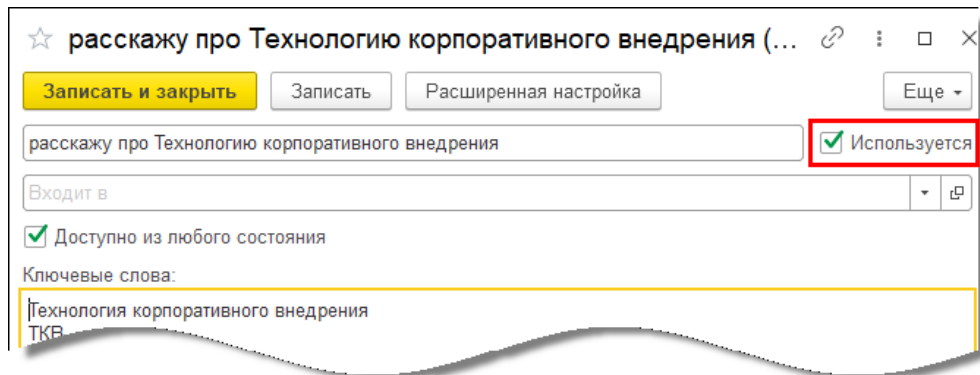 расскажу про Технологию корпоративного внедрения (...
Записать и закрыть Записать Расширенная настройка Еще
расскажу про Технологию корпоративного внедрения Используется
Входит в
Доступно из любого состояния
Ключевые слова:
Технология корпоративного внедрения
ТКВ